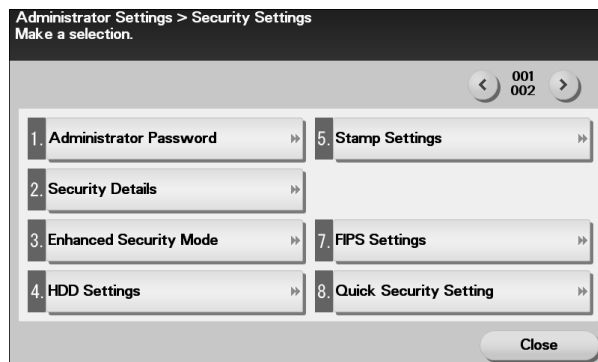 Administrator Settings > Security Settings
Make a selection.
001
002
1. Administrator Password
2. Security Details
3. Enhanced Security Mode
4. HDD Settings
5. Stamp Settings
7. FIPS Settings
8. Quick Security Setting
Close